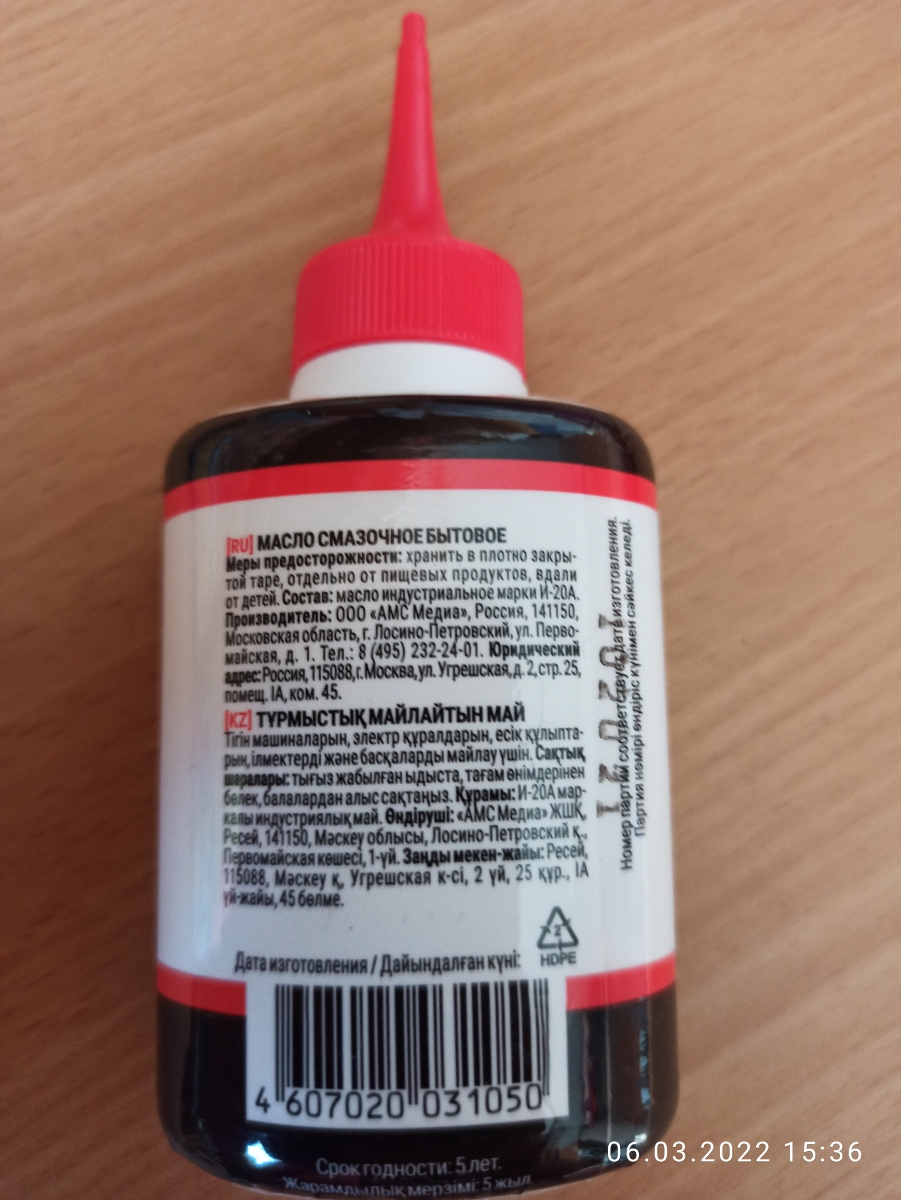 [RU] МАСЛО СМАЗОЧНОЕ БЫТОВОЕ
Меры предосторожности: хранить в плотно закры-
той таре, отдельно от пищевых продуктов, вдали
от детей. Состав: масло индустриальное марки И-20А.
Производитель: ООО «АМС Медиа», Россия, 141150,
Московская область, г. Лосино-Петровский, ул. Перво-
майская, д. 1. Тел.: 8 (495) 232-24-01. Юридический
адрес: Россия, 115088, г. Москва, ул. Угрешская, д. 2, стр. 25,
помещ. IА, ком. 45.
[KZ] ТҰРМЫСТЫҚ МАЙЛАЙТЫН МАЙ
Тігін машиналарын, электр құралдарын, есік құлыпта-
рын, ілмектерді және басқаларды майлау үшін. Сақтық
шаралары: тығыз жабылған ыдыста, тағам өнімдерінен
бөлек, балалардан алыс сақтаңыз. Құрамы: И-20А мар-
калы индустриялық май. Өндіруші: «АМС Медиа» ЖШҚ,
Ресей, 141150, Мәскеу облысы, Лосино-Петровский қ.,
Первомайская көшесі, 1-үй. Заңды мекен-жайы: Ресей,
115088, Мәскеу қ, Угрешская к-сі, 2 үй, 25 құр., IА
үй-жайы, 45 бөлме.
Номер партии соответствует дате изготовления.
Партия нөмірі өндіріс күнімен сәйкес келеді.
2
HDPE
Дата изготовления / Дайындалған күні:
4 607020 031050
Срок годности: 5 лет.
Жарамдылық мерзімі: 5 жыл.
06.03.2022 15:36